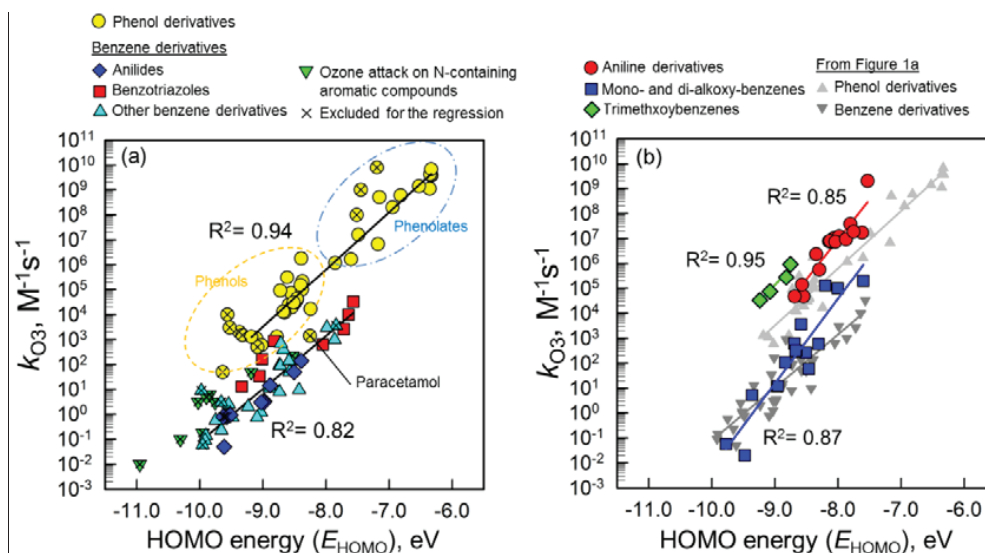 Phenol derivatives
Benzene derivatives
Anilides
Benzotriazoles
Other benzene derivatives
Ozone attack on N-containing
aromatic compounds
Excluded for the regression
(a)
10¹¹
10¹⁰
10⁹
10⁸
10⁷
10⁶
10⁵
10⁴
10³
10²
10¹
10⁰
10⁻¹
10⁻²
10⁻³
kO3, M⁻¹s⁻¹
R²= 0.94
Phenolates
Phenols
Paracetamol
R²= 0.82
-11.0 -10.0 -9.0 -8.0 -7.0 -6.0
HOMO energy (EHOMO), eV
Aniline derivatives
Mono- and di-alkoxy-benzenes
Trimethxoybenzenes
From Figure 1a
Phenol derivatives
Benzene derivatives
(b)
10¹¹
10¹⁰
10⁹
10⁸
10⁷
10⁶
10⁵
10⁴
10³
10²
10¹
10⁰
10⁻¹
10⁻²
10⁻³
kO3, M⁻¹s⁻¹
R²= 0.85
R²= 0.95
R²= 0.87
-11.0 -10.0 -9.0 -8.0 -7.0 -6.0
HOMO energy (EHOMO), eV